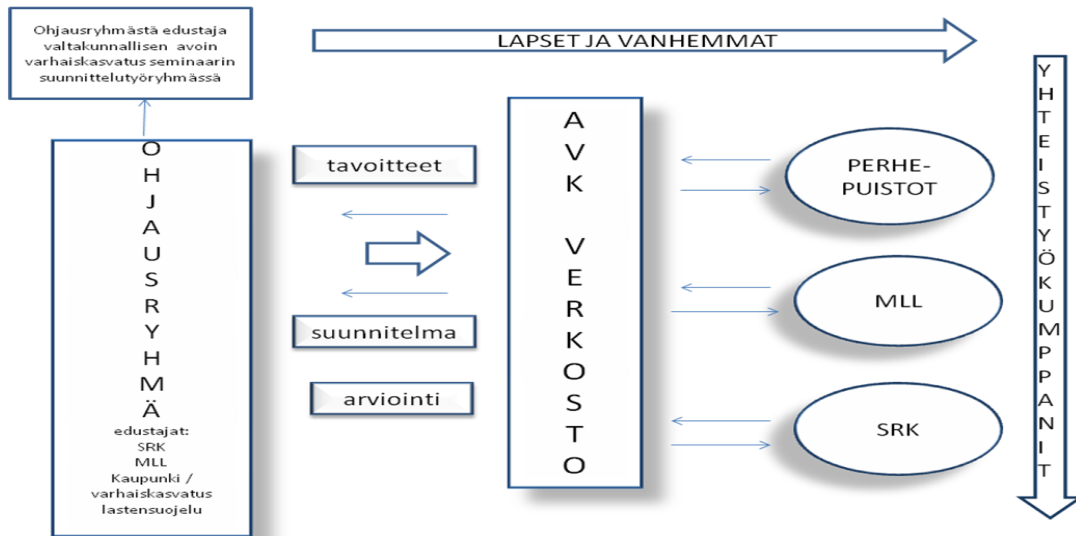 Ohjausryhmästä edustaja
valtakunnallisen avoin
varhaiskasvatus seminaarin
suunnittelutyöryhmässä
LAPSET JA VANHEMMAT
OHJAUSRYHMÄ
edustajat:
SRK
MLL
Kaupunki /
varhaiskasvatus
lastensuojelu
tavoitteet
suunnitelma
arviointi
AVK VERKOSTO
PERHE-
PUISTOT
MLL
SRK
YHTEISTYÖKUMPPANIT